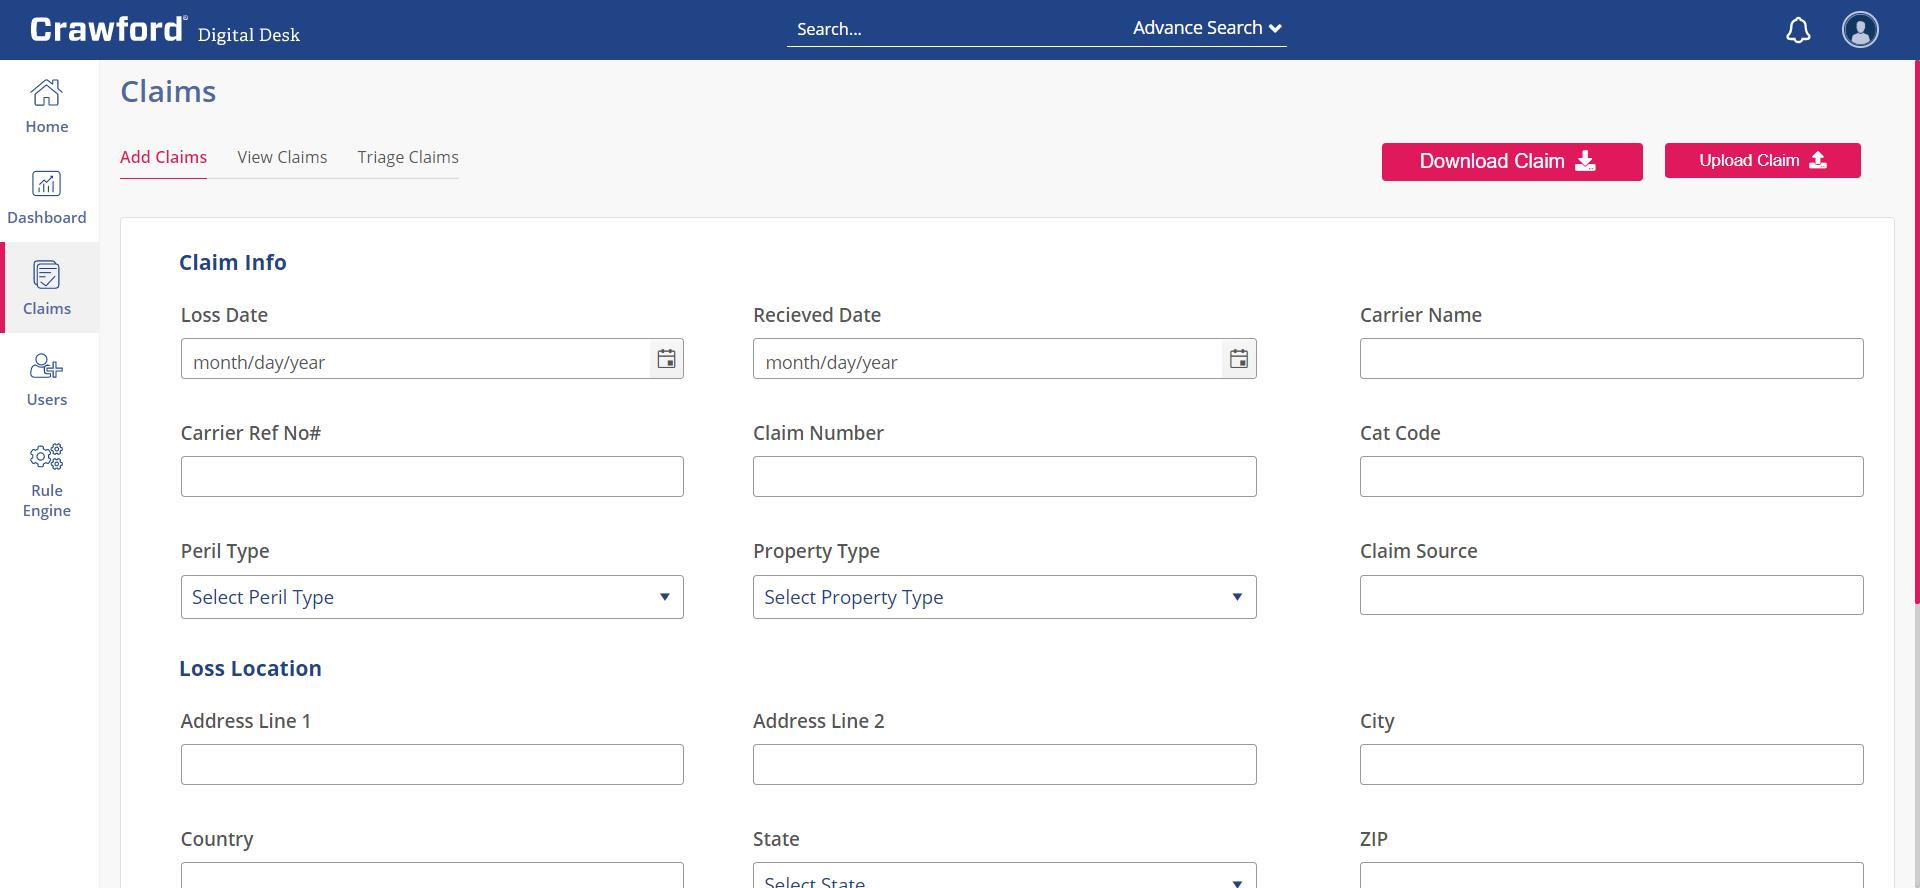 Crawford® Digital Desk
Search...
Advance Search
Home
Dashboard
Claims
Users
Rule
Engine
Claims
Add Claims View Claims Triage Claims
Download Claim
Upload Claim
Claim Info
Loss Date Recieved Date Carrier Name
month/day/year month/day/year
Carrier Ref No# Claim Number Cat Code
Peril Type Property Type Claim Source
Select Peril Type Select Property Type
Loss Location
Address Line 1 Address Line 2 City
Country State ZIP
Select State